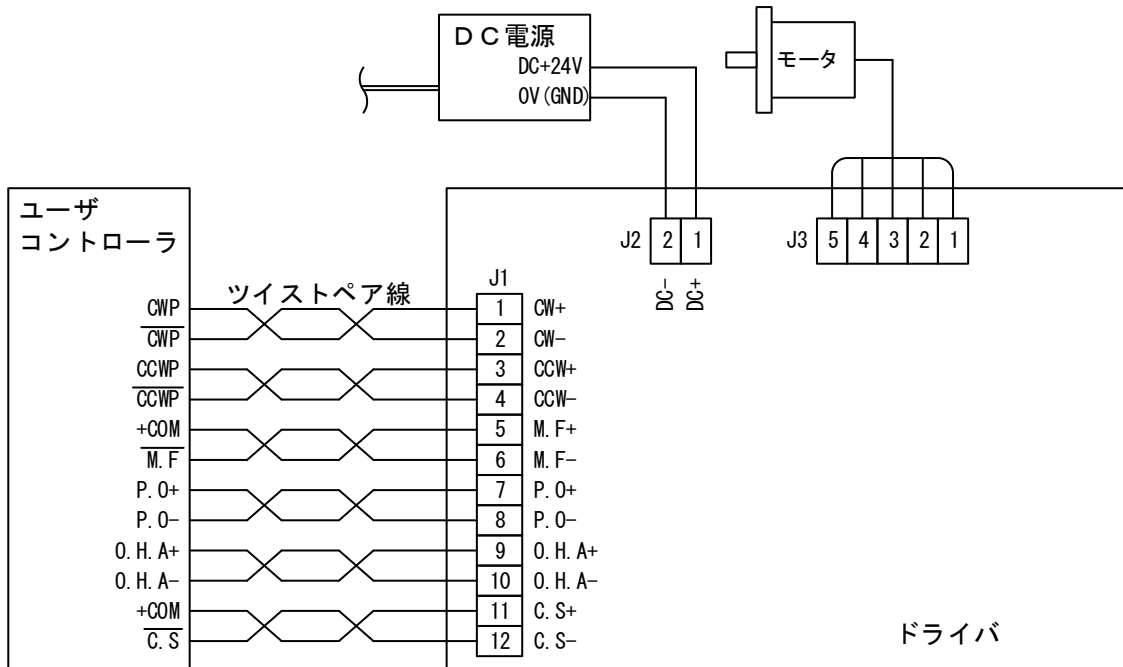 DC電源
DC+24V
0V(GND)
モータ
ユーザ
コントローラ
J2 2 1
J3 5 4 3 2 1
DC-
DC+
ツイストペア線
J1
CWP 1 CW+
C̅W̅P̅ 2 CW-
CCWP 3 CCW+
C̅C̅W̅P̅ 4 CCW-
+COM 5 M.F+
M̅.̅F̅ 6 M.F-
P.O+ 7 P.O+
P.O- 8 P.O-
O.H.A+ 9 O.H.A+
O.H.A- 10 O.H.A-
+COM 11 C.S+
C̅.̅S̅ 12 C.S-
ドライバ